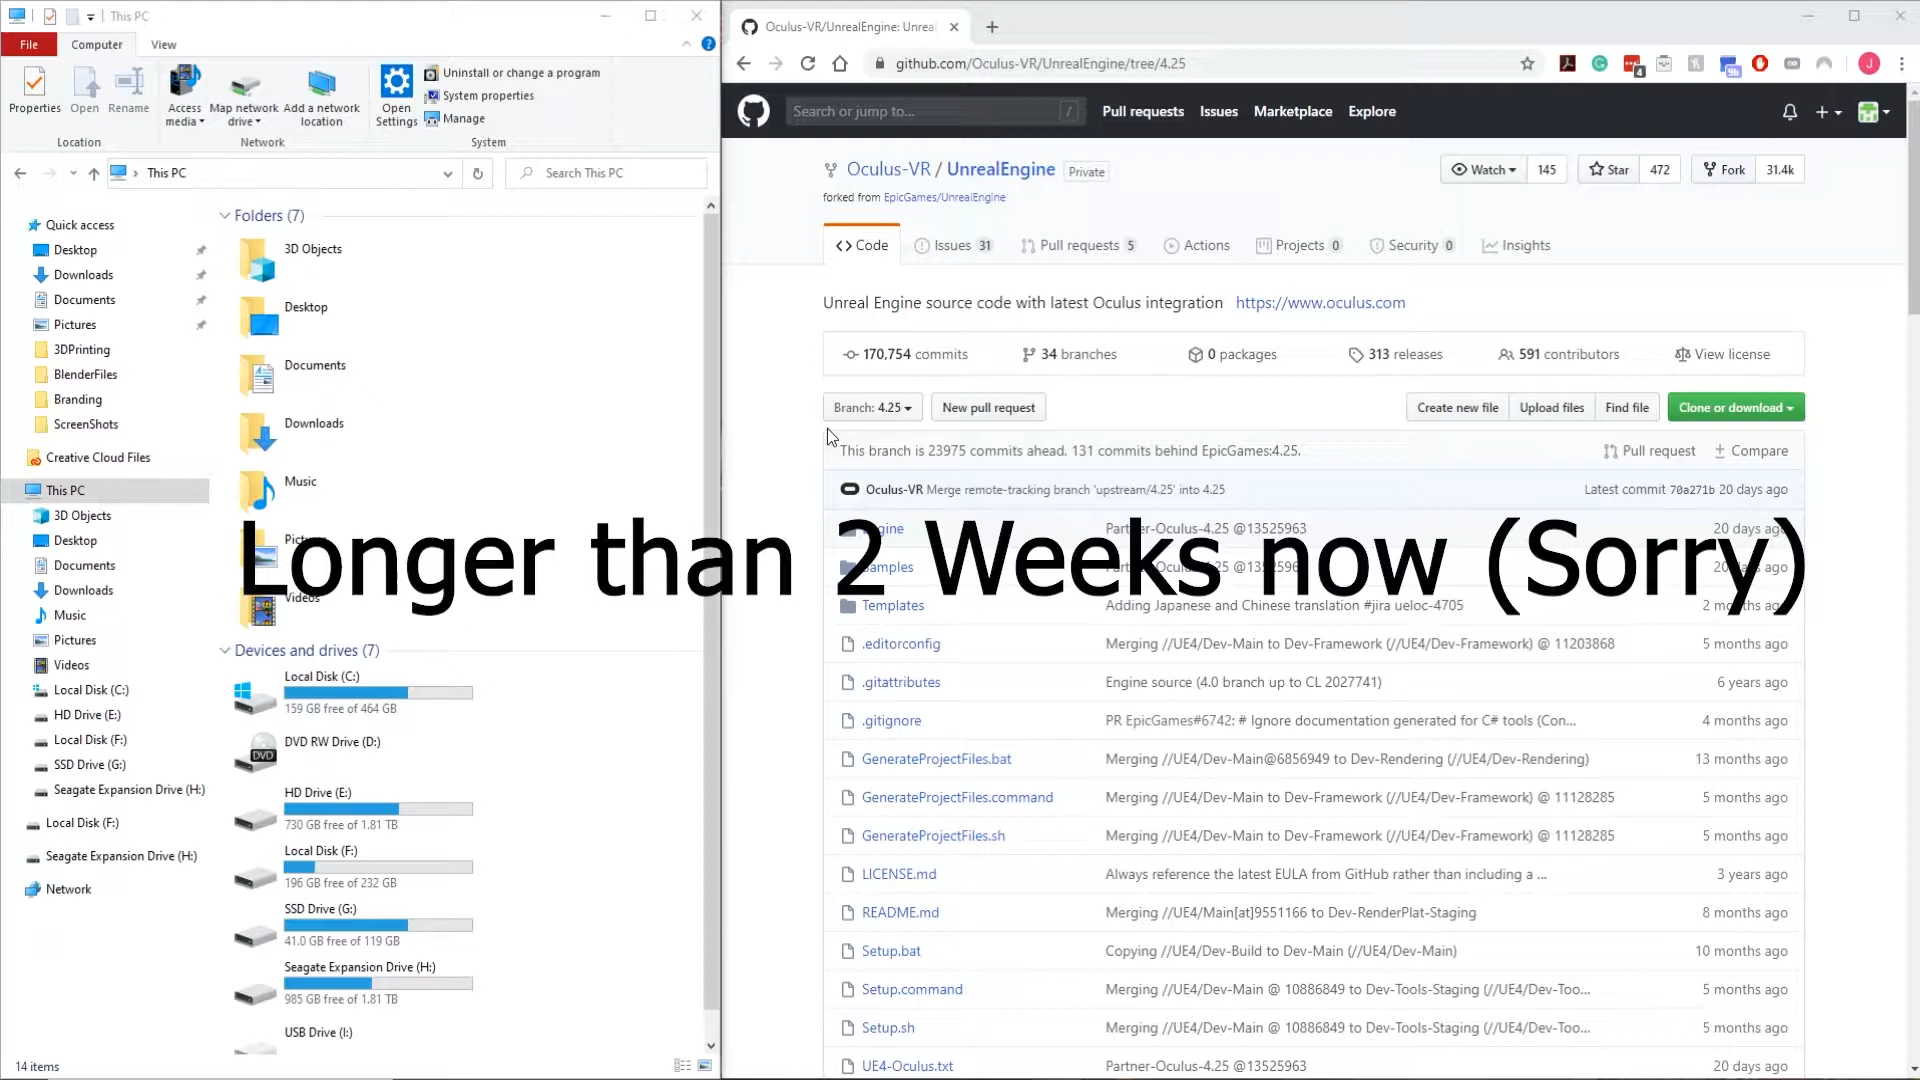 This PC
File
Computer
View
Properties
Open
Rename
Access media
Map network drive
Add a network location
Open Settings
Uninstall or change a program
System properties
Manage
Location
Network
System
This PC
Search This PC
Quick access
Desktop
Downloads
Documents
Pictures
3DPrinting
BlenderFiles
Branding
ScreenShots
Creative Cloud Files
This PC
3D Objects
Desktop
Documents
Downloads
Music
Pictures
Videos
Local Disk (C:)
HD Drive (E:)
Local Disk (F:)
SSD Drive (G:)
Seagate Expansion Drive (H:)
Local Disk (F:)
Seagate Expansion Drive (H:)
Network
14 items
Folders (7)
3D Objects
Desktop
Documents
Downloads
Music
Videos
Devices and drives (7)
Local Disk (C:)
159 GB free of 464 GB
DVD RW Drive (D:)
DVD
HD Drive (E:)
730 GB free of 1.81 TB
Local Disk (F:)
196 GB free of 232 GB
SSD Drive (G:)
41.0 GB free of 119 GB
Seagate Expansion Drive (H:)
985 GB free of 1.81 TB
USB Drive (I:)
Longer than 2 Weeks now (Sorry)
Oculus-VR/UnrealEngine: Unrea
github.com/Oculus-VR/UnrealEngine/tree/4.25
4
9h
J
Search or jump to...
/
Pull requests Issues Marketplace Explore
Oculus-VR / UnrealEngine Private
forked from EpicGames/UnrealEngine
Watch 145 Star 472 Fork 31.4k
Code Issues 31 Pull requests 5 Actions Projects 0 Security 0 Insights
Unreal Engine source code with latest Oculus integration https://www.oculus.com
170,754 commits 34 branches 0 packages 313 releases 591 contributors View license
Branch: 4.25 New pull request Create new file Upload files Find file Clone or download
This branch is 23975 commits ahead. 131 commits behind EpicGames:4.25. Pull request Compare
Oculus-VR Merge remote-tracking branch 'upstream/4.25' into 4.25 Latest commit 70a271b 20 days ago
Partner-Oculus-4.25 @13525963 20 days
Templates Adding Japanese and Chinese translation #jira ueloc-4705
.editorconfig Merging //UE4/Dev-Main to Dev-Framework (//UE4/Dev-Framework) @ 11203868 5 months ago
.gitattributes Engine source (4.0 branch up to CL 2027741) 6 years ago
.gitignore PR EpicGames#6742: # Ignore documentation generated for C# tools (Con... 4 months ago
GenerateProjectFiles.bat Merging //UE4/Dev-Main@6856949 to Dev-Rendering (//UE4/Dev-Rendering) 13 months ago
GenerateProjectFiles.command Merging //UE4/Dev-Main to Dev-Framework (//UE4/Dev-Framework) @ 11128285 5 months ago
GenerateProjectFiles.sh Merging //UE4/Dev-Main to Dev-Framework (//UE4/Dev-Framework) @ 11128285 5 months ago
LICENSE.md Always reference the latest EULA from GitHub rather than including a ... 3 years ago
README.md Merging //UE4/Main[at]9551166 to Dev-RenderPlat-Staging 8 months ago
Setup.bat Copying //UE4/Dev-Build to Dev-Main (//UE4/Dev-Main) 10 months ago
Setup.command Merging //UE4/Dev-Main @ 10886849 to Dev-Tools-Staging (//UE4/Dev-Too... 5 months ago
Setup.sh Merging //UE4/Dev-Main @ 10886849 to Dev-Tools-Staging (//UE4/Dev-Too... 5 months ago
UE4-Oculus.txt Partner-Oculus-4.25 @13525963 20 days ago